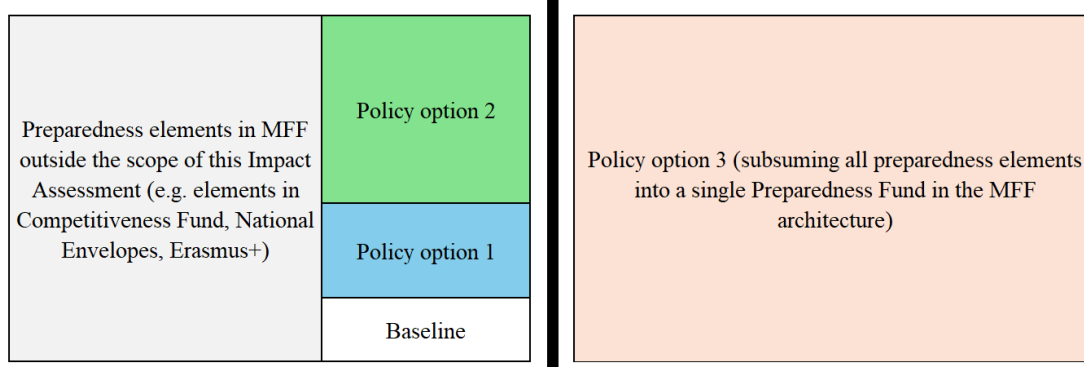 Preparedness elements in MFF
outside the scope of this Impact
Assessment (e.g. elements in
Competitiveness Fund, National
Envelopes, Erasmus+)
Policy option 2
Policy option 1
Baseline
Policy option 3 (subsuming all preparedness elements
into a single Preparedness Fund in the MFF
architecture)